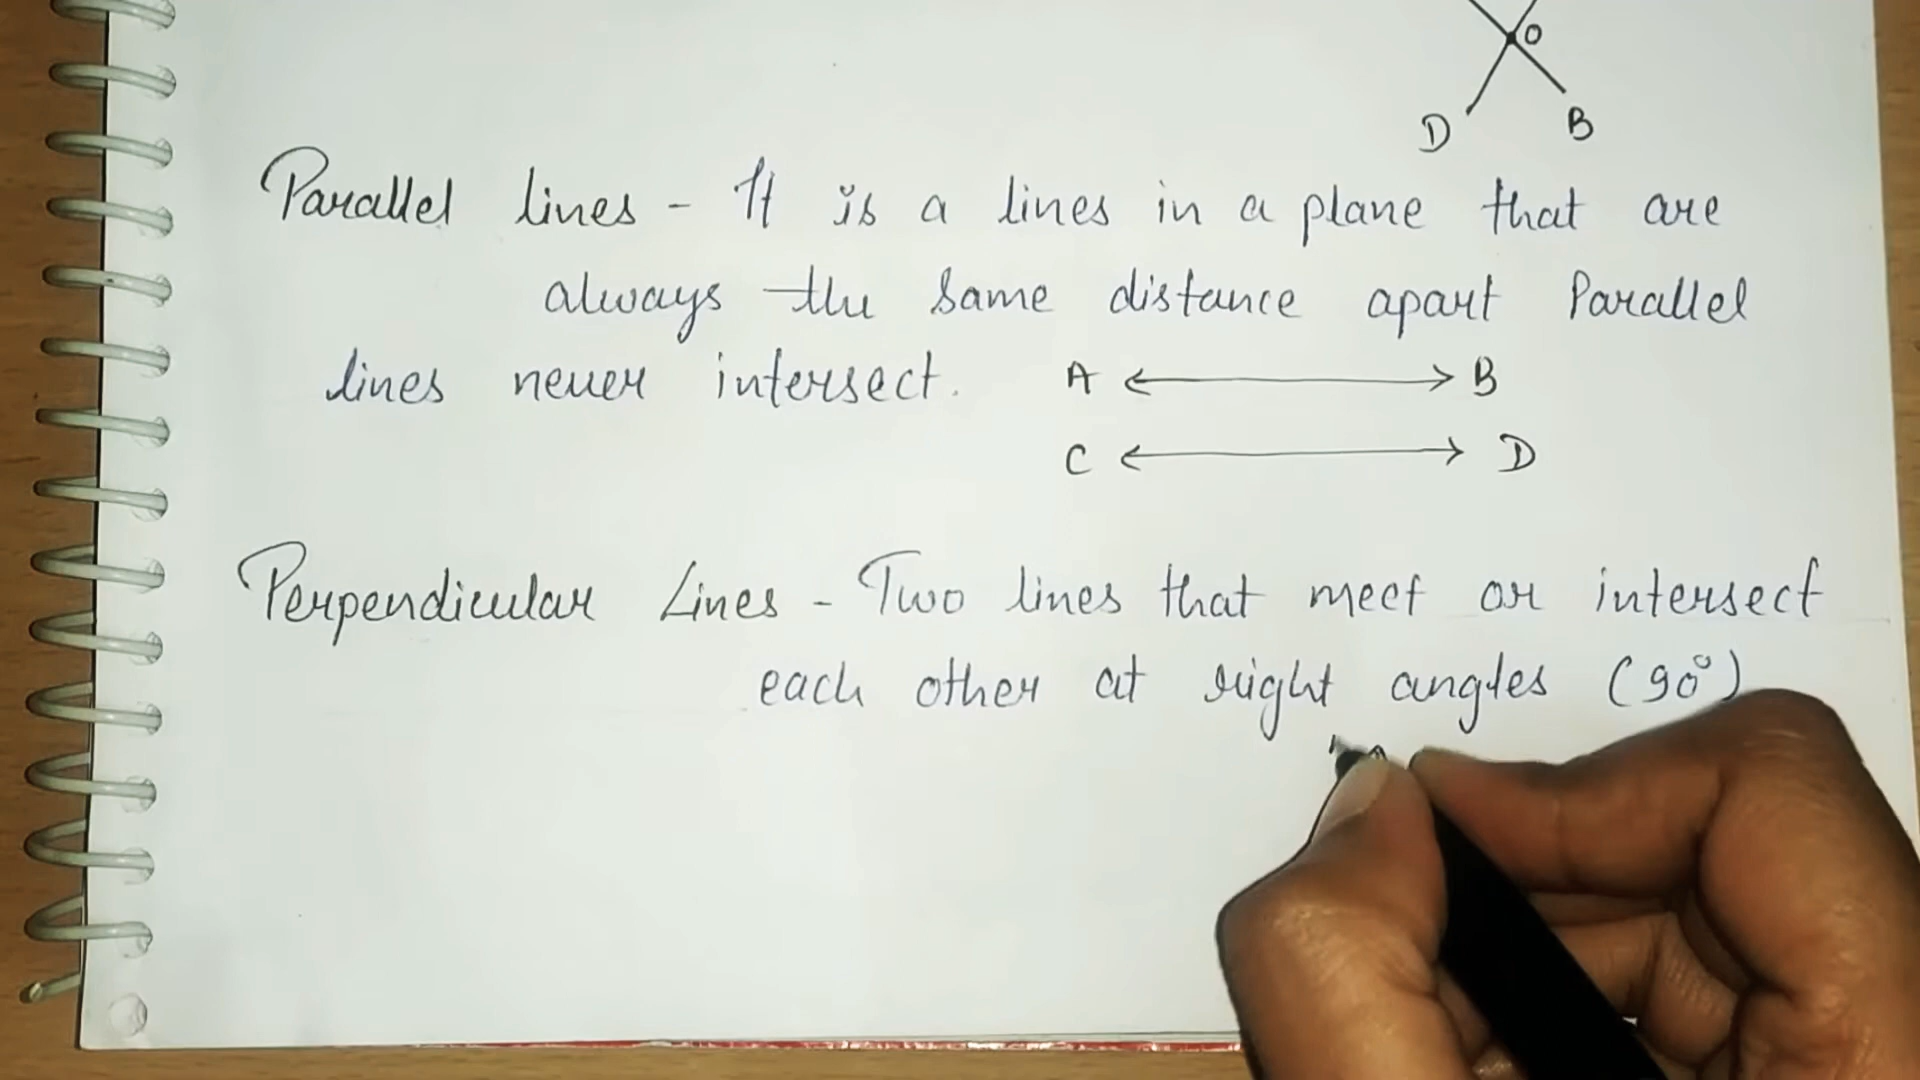 O
D B
Parallel lines - It is a lines in a plane that are
always the same distance apart Parallel
lines never intersect. A B
C D
Perpendicular Lines - Two lines that meet or intersect
each other at right angles (90°)